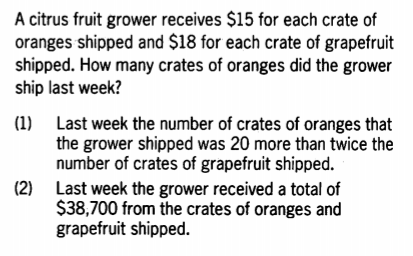 A citrus fruit grower receives $15 for each crate of
oranges shipped and $18 for each crate of grapefruit
shipped. How many crates of oranges did the grower
ship last week?
(1) Last week the number of crates of oranges that
the grower shipped was 20 more than twice the
number of crates of grapefruit shipped.
(2) Last week the grower received a total of
$38,700 from the crates of oranges and
grapefruit shipped.